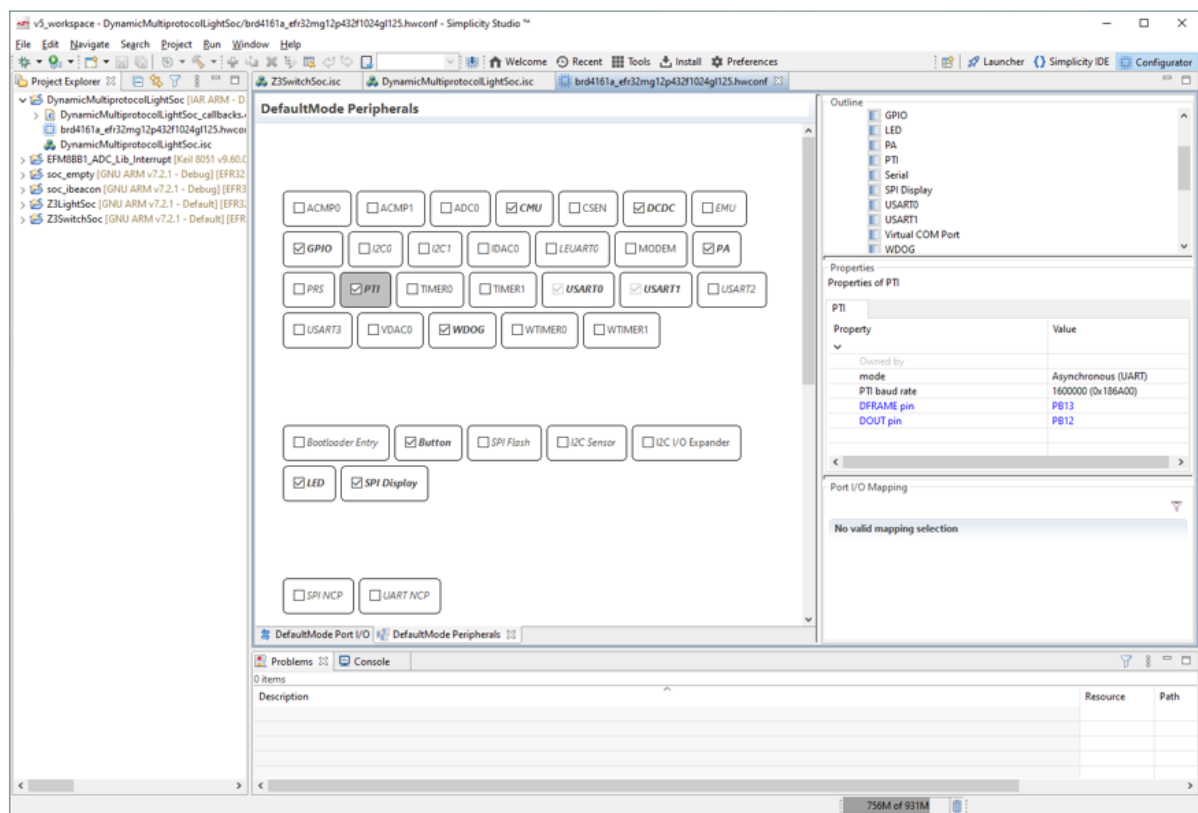 v5_workspace - DynamicMultiprotocolLightSoc/brd4161a_efr32mg12p432f1024gl125.hwconf - Simplicity Studio ™
File Edit Navigate Search Project Run Window Help
Welcome Recent Tools Install Preferences
Launcher Simplicity IDE Configurator
Project Explorer
DynamicMultiprotocolLightSoc [IAR ARM - D
DynamicMultiprotocolLightSoc_callbacks.
brd4161a_efr32mg12p432f1024gl125.hwco
DynamicMultiprotocolLightSoc.isc
EFM8BB1_ADC_Lib_Interrupt [Keil 8051 v9.60.0
soc_empty [GNU ARM v7.2.1 - Debug] [EFR32
soc_ibeacon [GNU ARM v7.2.1 - Debug] [EFR3
Z3LightSoc [GNU ARM v7.2.1 - Default] [EFR3
Z3SwitchSoc [GNU ARM v7.2.1 - Default] [EFR
Z3SwitchSoc.isc DynamicMultiprotocolLightSoc.isc brd4161a_efr32mg12p432f1024gl125.hwconf
DefaultMode Peripherals
ACMP0 ACMP1 ADC0 CMU CSEN DCDC EMU
GPIO I2C0 I2C1 IDAC0 LEUART0 MODEM PA
PRS PTI TIMER0 TIMER1 USART0 USART1 USART2
USART3 VDAC0 WDOG WTIMER0 WTIMER1
Bootloader Entry Button SPI Flash I2C Sensor I2C I/O Expander
LED SPI Display
SPI NCP UART NCP
DefaultMode Port I/O DefaultMode Peripherals
Outline
GPIO
LED
PA
PTI
Serial
SPI Display
USART0
USART1
Virtual COM Port
WDOG
Properties
Properties of PTI
PTI
Property Value
Owned by
mode Asynchronous (UART)
PTI baud rate 1600000 (0x186A00)
DFRAME pin PB13
DOUT pin PB12
Port I/O Mapping
No valid mapping selection
Problems Console
0 items
Description Resource Path
756M of 931M